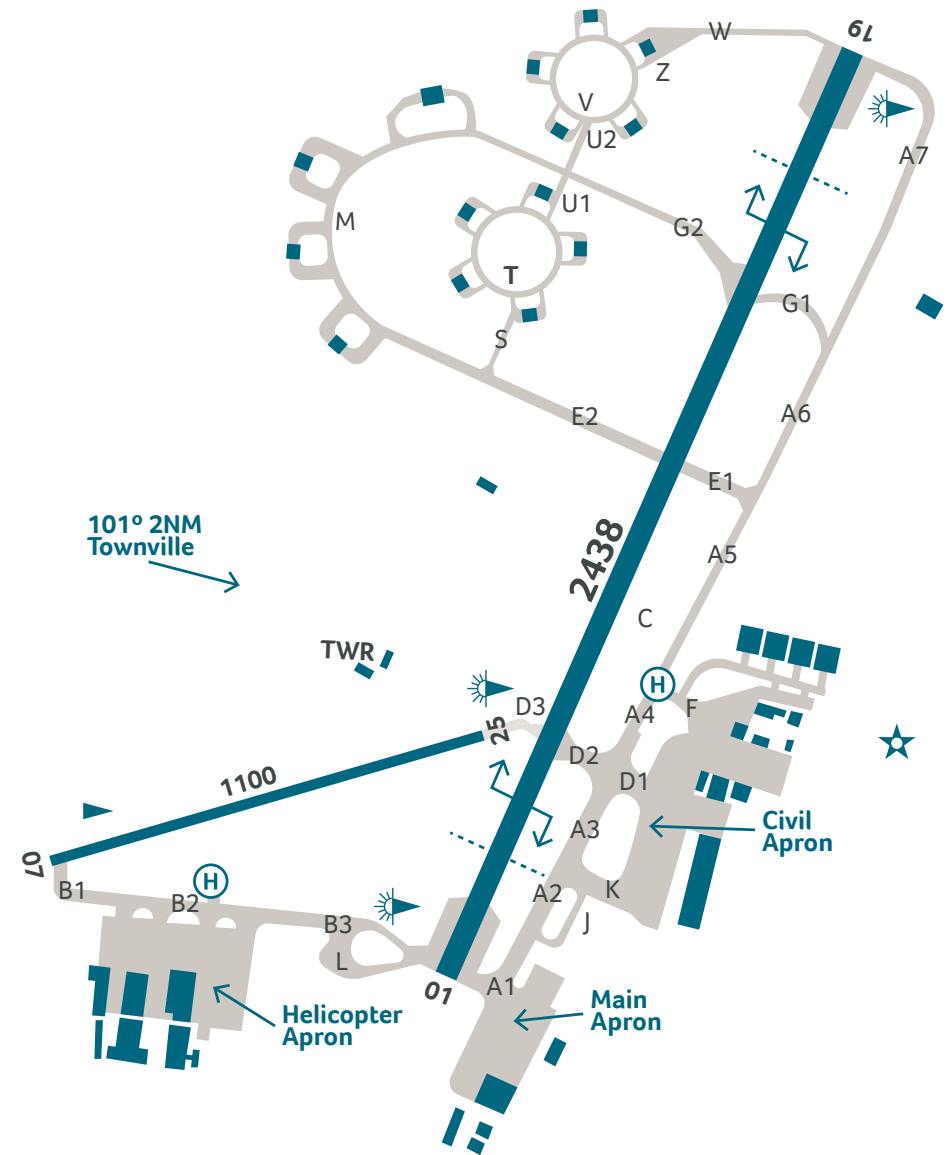 W
19
Z
V
A7
U2
U1
M
G2
T
G1
S
A6
E2
E1
101º 2NM
Townville
2438
A5
C
TWR
H
F
D3
A4
25
D2
D1
1100
Civil
Apron
A3
07
H
B1
B2
K
A2
B3
J
L
A1
01
Main
Apron
Helicopter
Apron